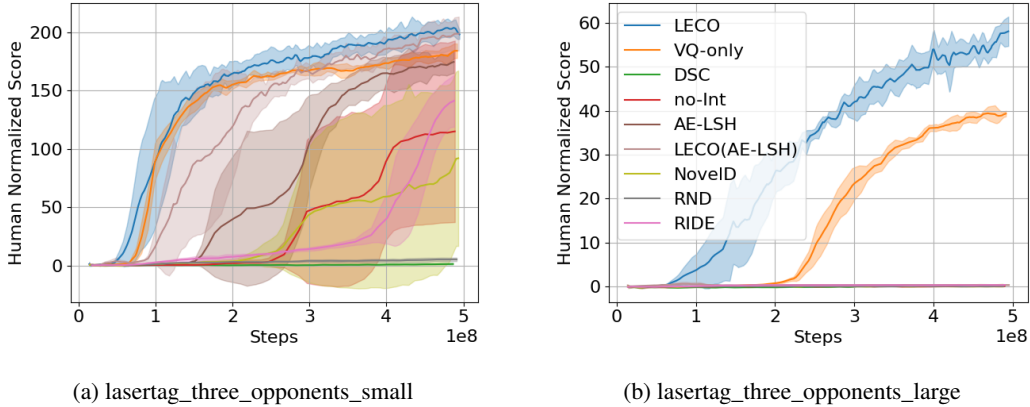 Human Normalized Score
200
150
100
50
0
0
1
2
3
4
5
Steps
1e8
(a) lasertag_three_opponents_small
Human Normalized Score
60
50
40
30
20
10
0
LECO
VQ-only
DSC
no-Int
AE-LSH
LECO(AE-LSH)
NovelD
RND
RIDE
0
1
2
3
4
5
Steps
1e8
(b) lasertag_three_opponents_large